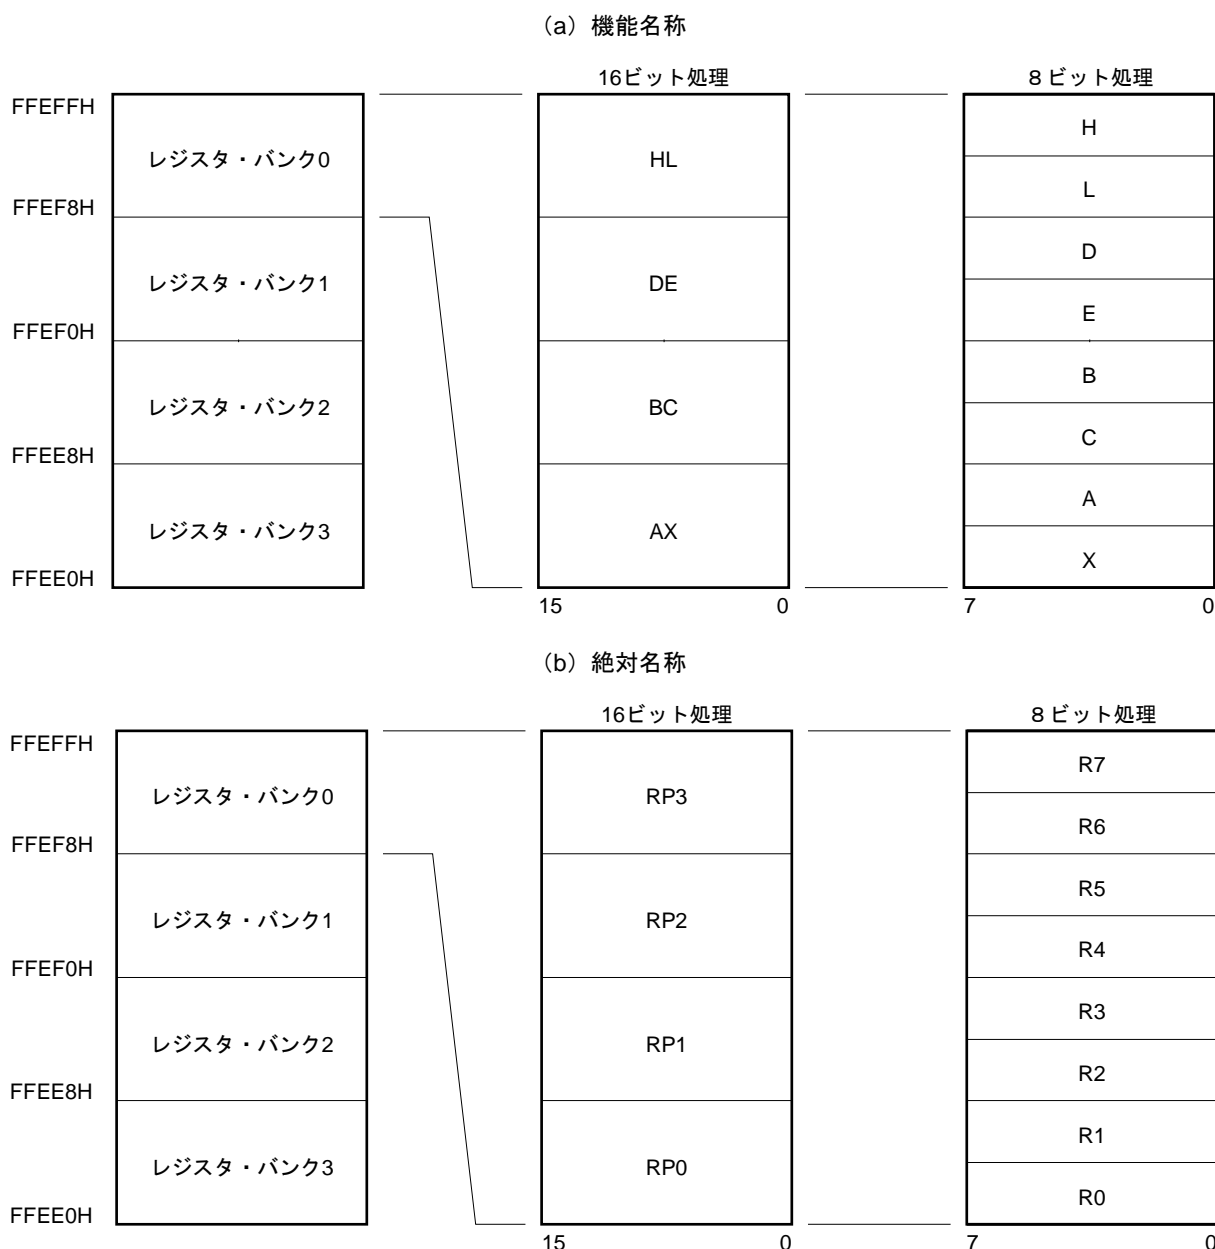 （a）機能名称
16ビット処理
8ビット処理
FFEFFH
レジスタ・バンク0
HL
H
L
FFEF8H
レジスタ・バンク1
DE
D
E
FFEF0H
レジスタ・バンク2
BC
B
C
FFEE8H
レジスタ・バンク3
AX
A
X
FFEE0H
15 0
7 0
（b）絶対名称
16ビット処理
8ビット処理
FFEFFH
レジスタ・バンク0
RP3
R7
R6
FFEF8H
レジスタ・バンク1
RP2
R5
R4
FFEF0H
レジスタ・バンク2
RP1
R3
R2
FFEE8H
レジスタ・バンク3
RP0
R1
R0
FFEE0H
15 0
7 0